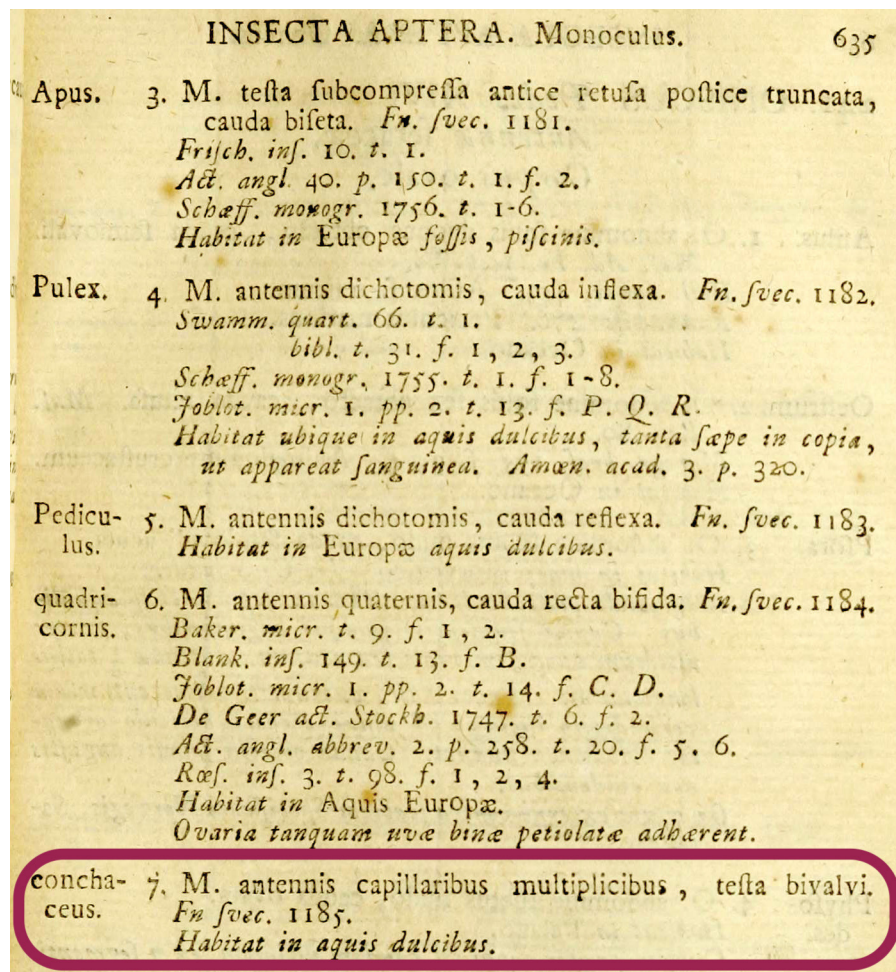 INSECTA APTERA. Monoculus. 635
Apus. 3. M. teſta ſubcompreſſa antice retuſa poſtice truncata,
cauda biſeta. Fn. ſvec. 1181.
Friſch. inſ. 10. t. 1.
Act. angl. 40. p. 150. t. 1. f. 2.
Schæff. monogr. 1756. t. 1-6.
Habitat in Europæ foſſis, piſcinis.
Pulex. 4. M. antennis dichotomis, cauda inflexa. Fn. ſvec. 1182.
Swamm. quart. 66. t. 1.
bibl. t. 31. f. 1, 2, 3.
Schæff. monogr. 1755. t. 1. f. 1-8.
Joblot. micr. 1. pp. 2. t. 13. f. P. Q. R.
Habitat ubique in aquis dulcibus, tanta ſæpe in copia,
ut appareat ſanguinea. Amœn. acad. 3. p. 320.
Pedicu- 5. M. antennis dichotomis, cauda reflexa. Fn. ſvec. 1183.
lus. Habitat in Europæ aquis dulcibus.
quadri- 6. M. antennis quaternis, cauda recta bifida. Fn. ſvec. 1184.
cornis. Baker. micr. t. 9. f. 1, 2.
Blank. inſ. 149. t. 13. f. B.
Joblot. micr. 1. pp. 2. t. 14. f. C. D.
De Geer act. Stockh. 1747. t. 6. f. 2.
Act. angl. abbrev. 2. p. 258. t. 20. f. 5. 6.
Rœſ. inſ. 3. t. 98. f. 1, 2, 4.
Habitat in Aquis Europæ.
Ovaria tanquam uvæ binæ petiolatæ adhærent.
concha- 7. M. antennis capillaribus multiplicibus, teſta bivalvi.
ceus. Fn ſvec. 1185.
Habitat in aquis dulcibus.